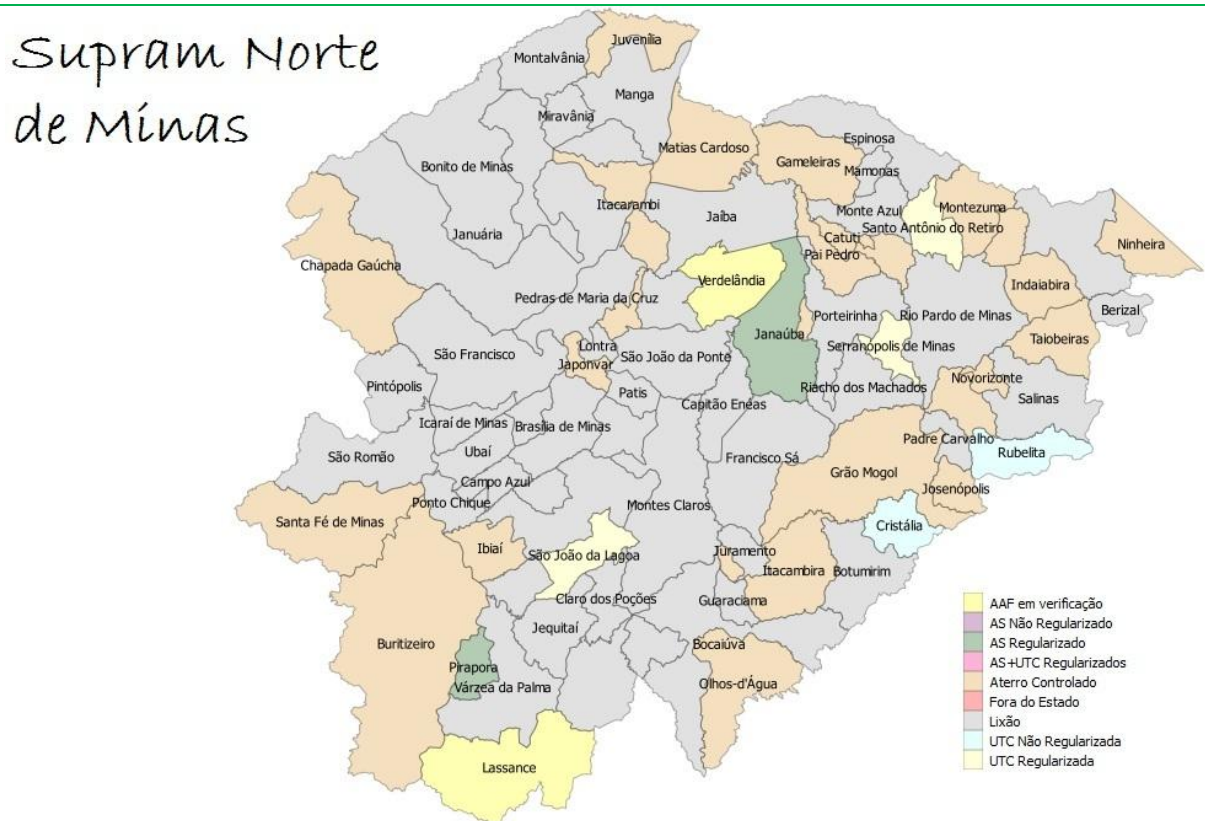 Supram Norte
de Minas
Juvenília
Montalvânia
Manga
Miravânia
Espinosa
Matias Cardoso
Gameleiras
Bonito de Minas
Mamonas
Itacarambi
Montezuma
Jaíba
Monte Azul
Santo Antônio do Retiro
Januária
Catuti
Ninheira
Pai Pedro
Chapada Gaúcha
Verdelândia
Indaiabira
Pedras de Maria da Cruz
Berizal
Porteirinha
Rio Pardo de Minas
Janaúba
Taiobeiras
Lontra
Serranópolis de Minas
São Francisco
São João da Ponte
Japonvar
Novorizonte
Pintópolis
Riacho dos Machados
Patis
Salinas
Capitão Enéas
Icaraí de Minas
Brasília de Minas
Padre Carvalho
Ubaí
Rubelita
São Romão
Francisco Sá
Grão Mogol
Campo Azul
Josenópolis
Ponto Chique
Montes Claros
Santa Fé de Minas
Cristália
Ibiaí
Juramento
São João da Lagoa
Itacambira
Botumirim
Claro dos Poções
Guaraciama
Jequitaí
Buritizeiro
Bocaiúva
Pirapora
Olhos-d'Água
Várzea da Palma
Lassance
AAF em verificação
AS Não Regularizado
AS Regularizado
AS+UTC Regularizados
Aterro Controlado
Fora do Estado
Lixão
UTC Não Regularizada
UTC Regularizada